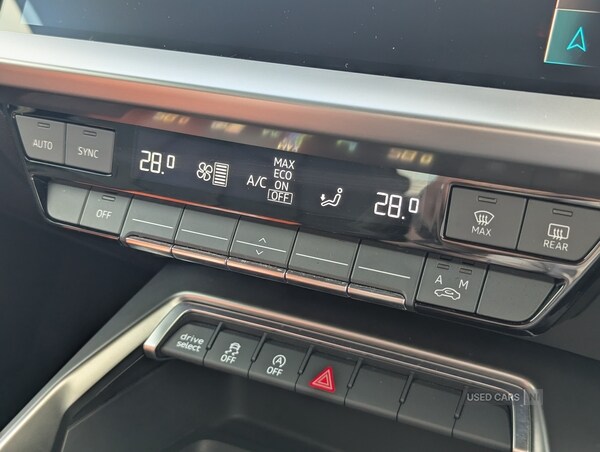 AUTO
SYNC
28.0
A/C
MAX
ECO
ON
OFF
28.0
MAX
REAR
OFF
A M
drive
select
OFF
A
OFF
USED CARS